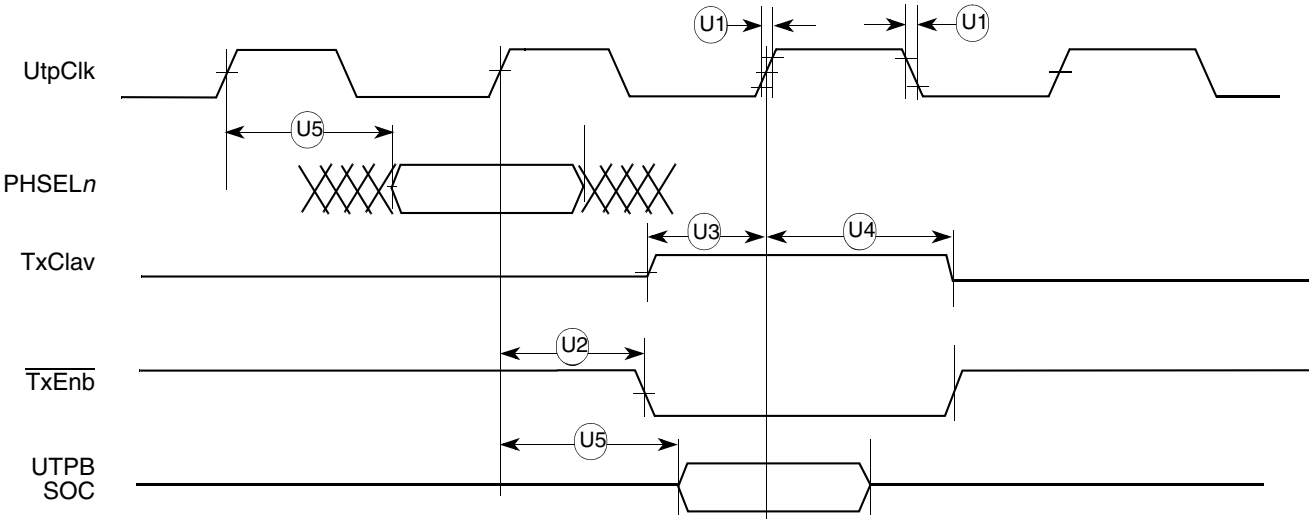 U1
U1
UtpClk
U5
PHSELn
U3
U4
TxClav
U2
TxEnb
U5
UTPB
SOC